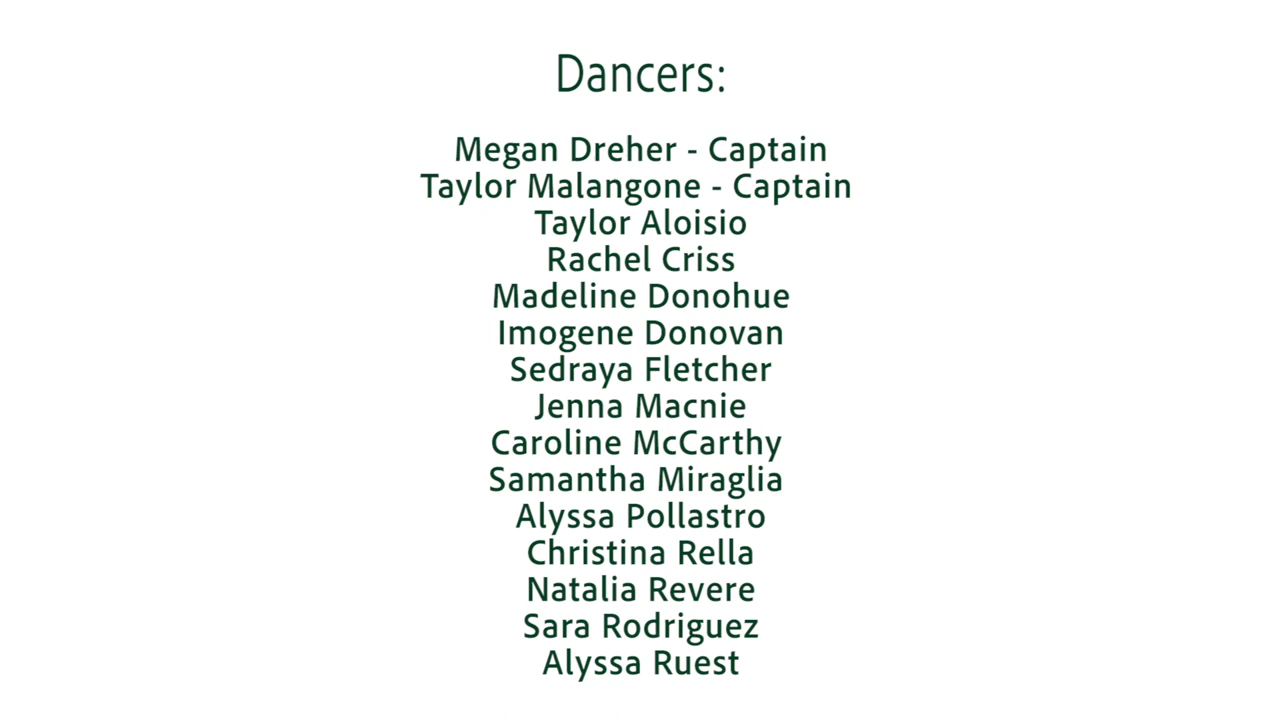 Dancers:
Megan Dreher - Captain
Taylor Malangone - Captain
Taylor Aloisio
Rachel Criss
Madeline Donohue
Imogene Donovan
Sedraya Fletcher
Jenna Macnie
Caroline McCarthy
Samantha Miraglia
Alyssa Pollastro
Christina Rella
Natalia Revere
Sara Rodriguez
Alyssa Ruest